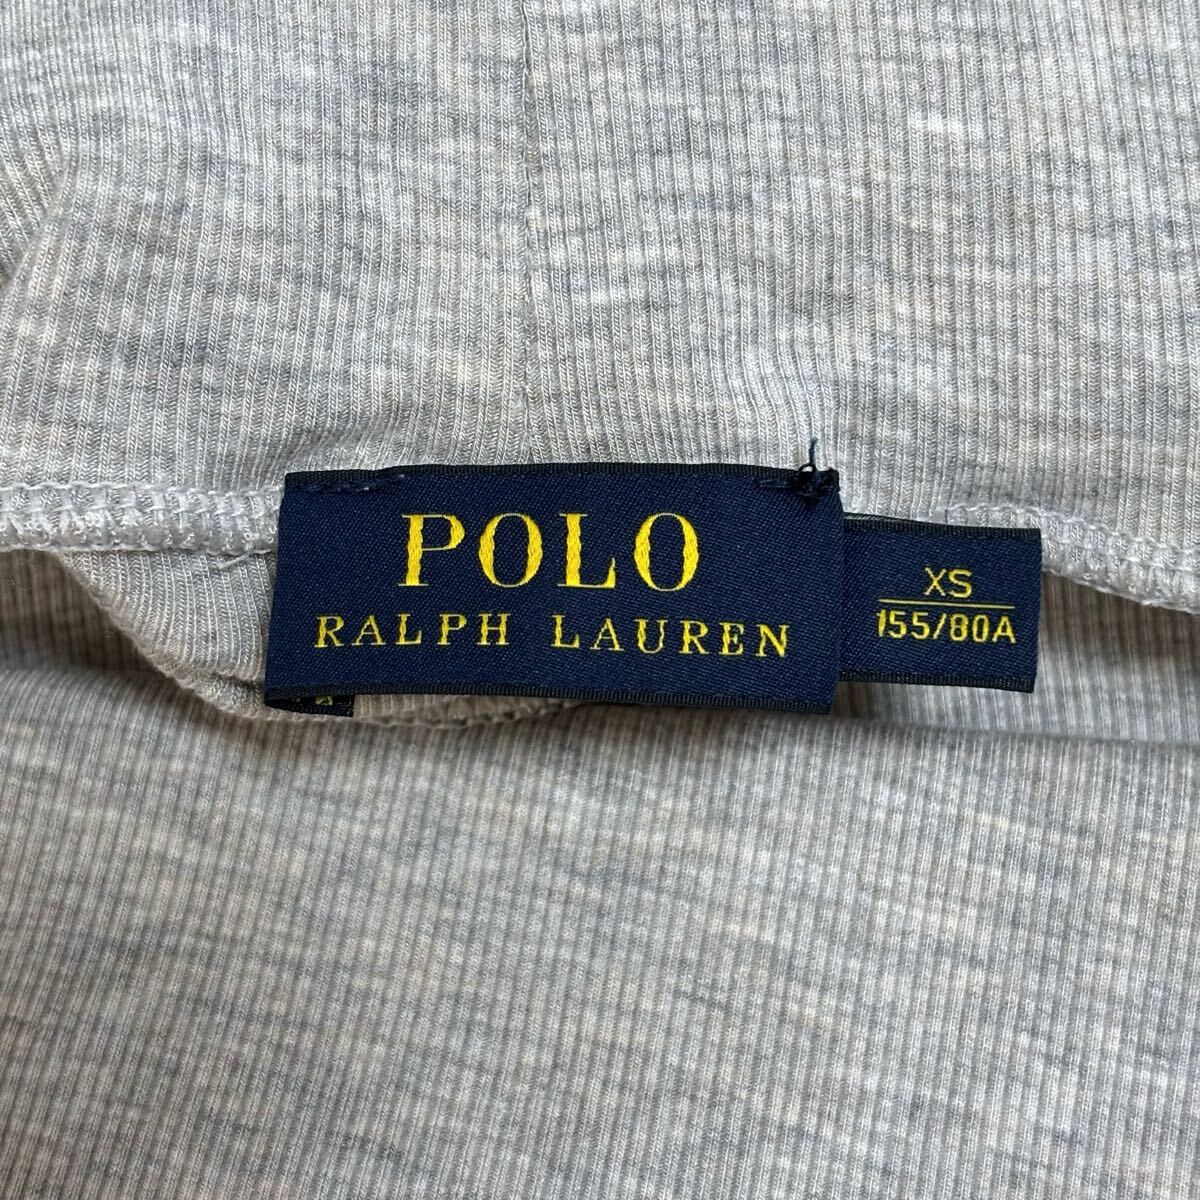 POLO
RALPH LAUREN
XS
155/80A